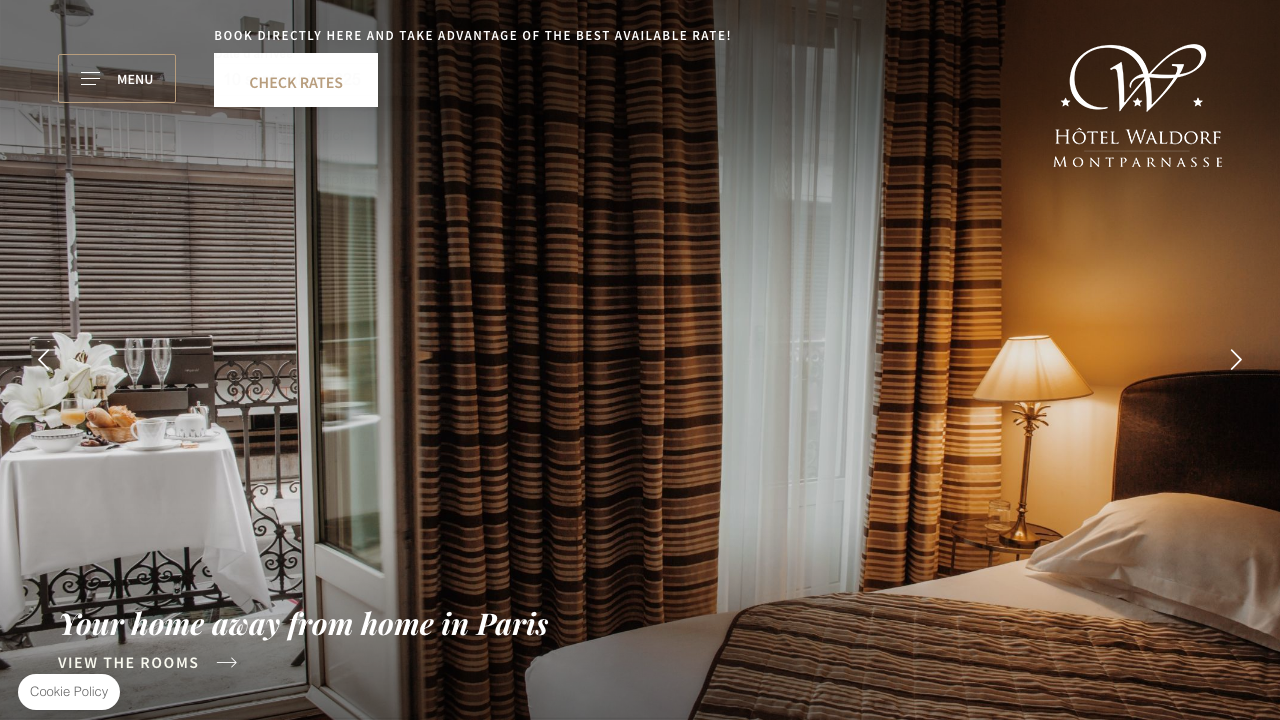 BOOK DIRECTLY HERE AND TAKE ADVANTAGE OF THE BEST AVAILABLE RATE!
MENU
CHECK RATES
W
HÔTEL WALDORF
MONTPARNASSE
Your home away from home in Paris
VIEW THE ROOMS
Cookie Policy